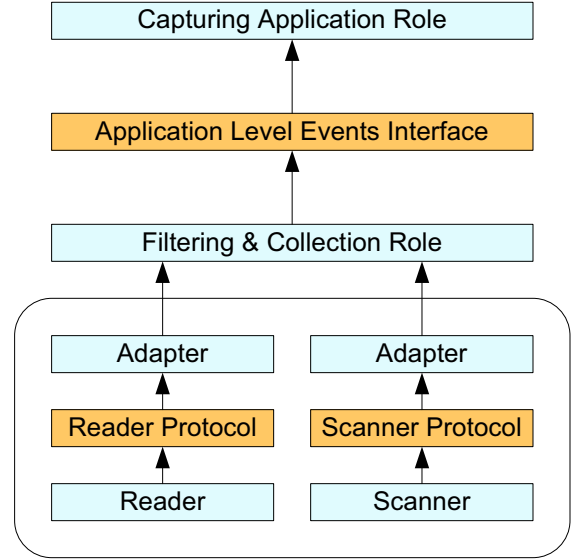 Capturing Application Role
Application Level Events Interface
Filtering & Collection Role
Adapter
Adapter
Reader Protocol
Scanner Protocol
Reader
Scanner